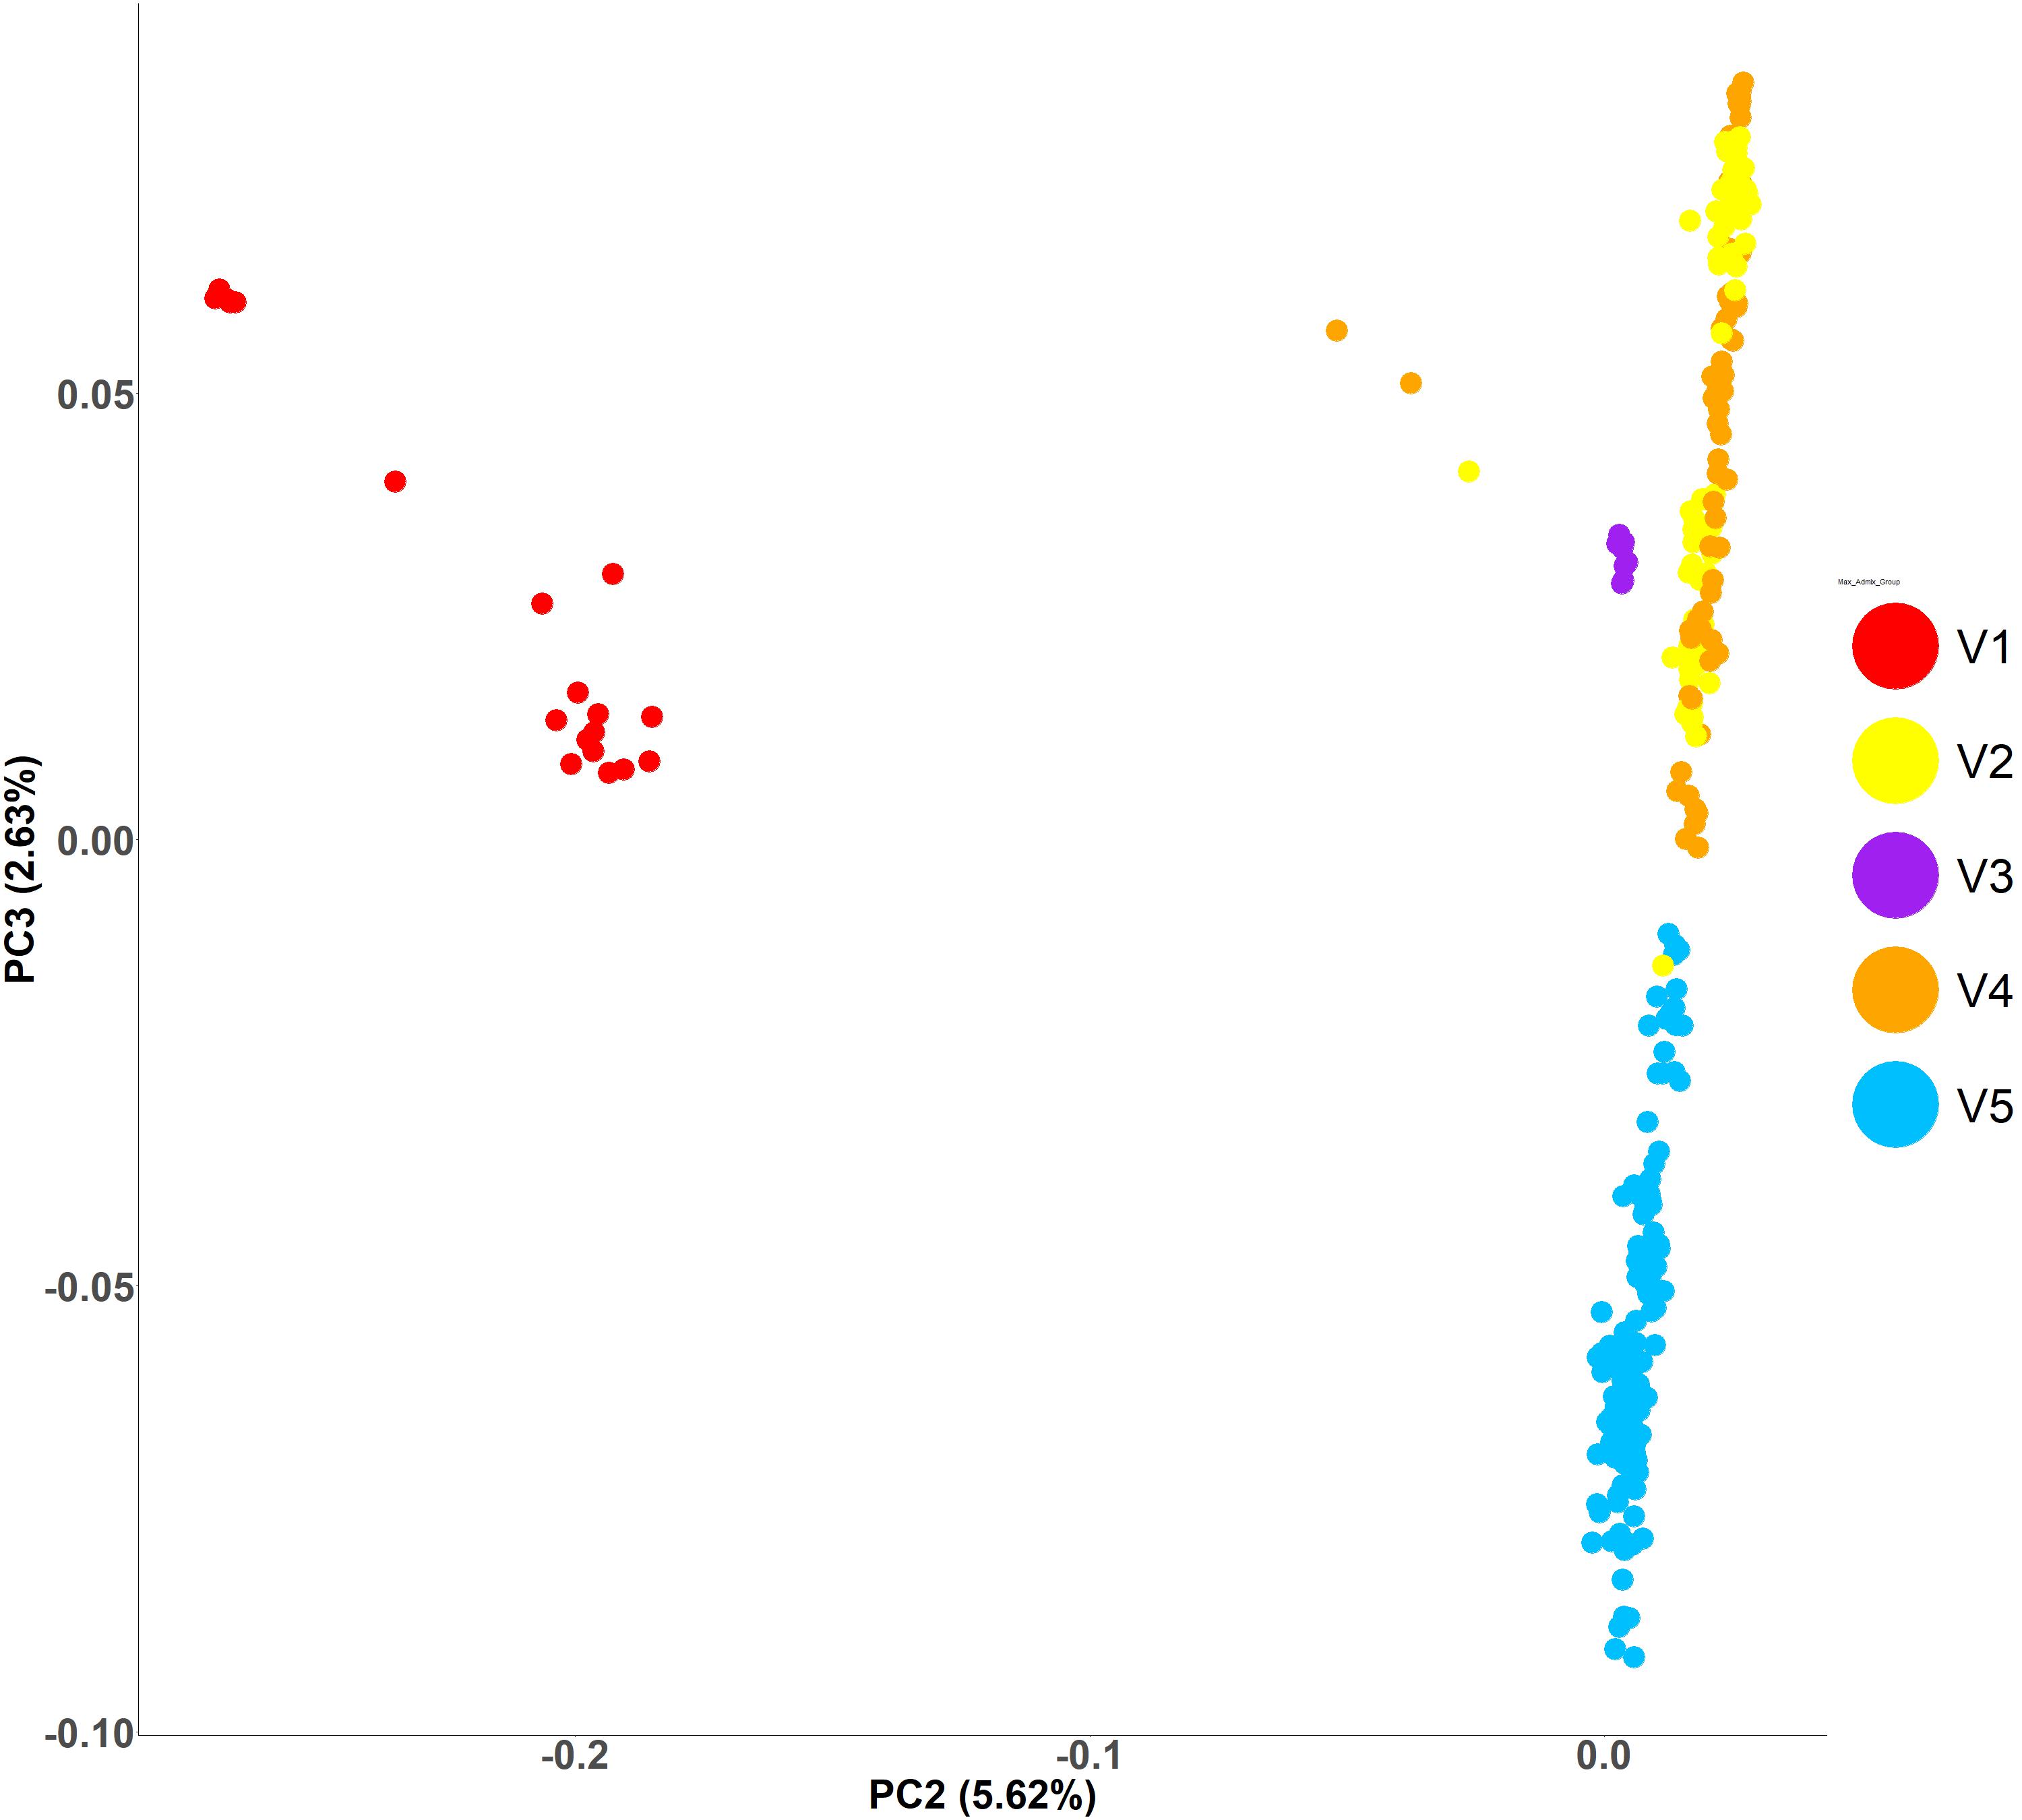 0.05
0.00
-0.05
-0.10
PC3 (2.63%)
-0.2
-0.1
0.0
PC2 (5.62%)
Max_Admix_Group
V1
V2
V3
V4
V5